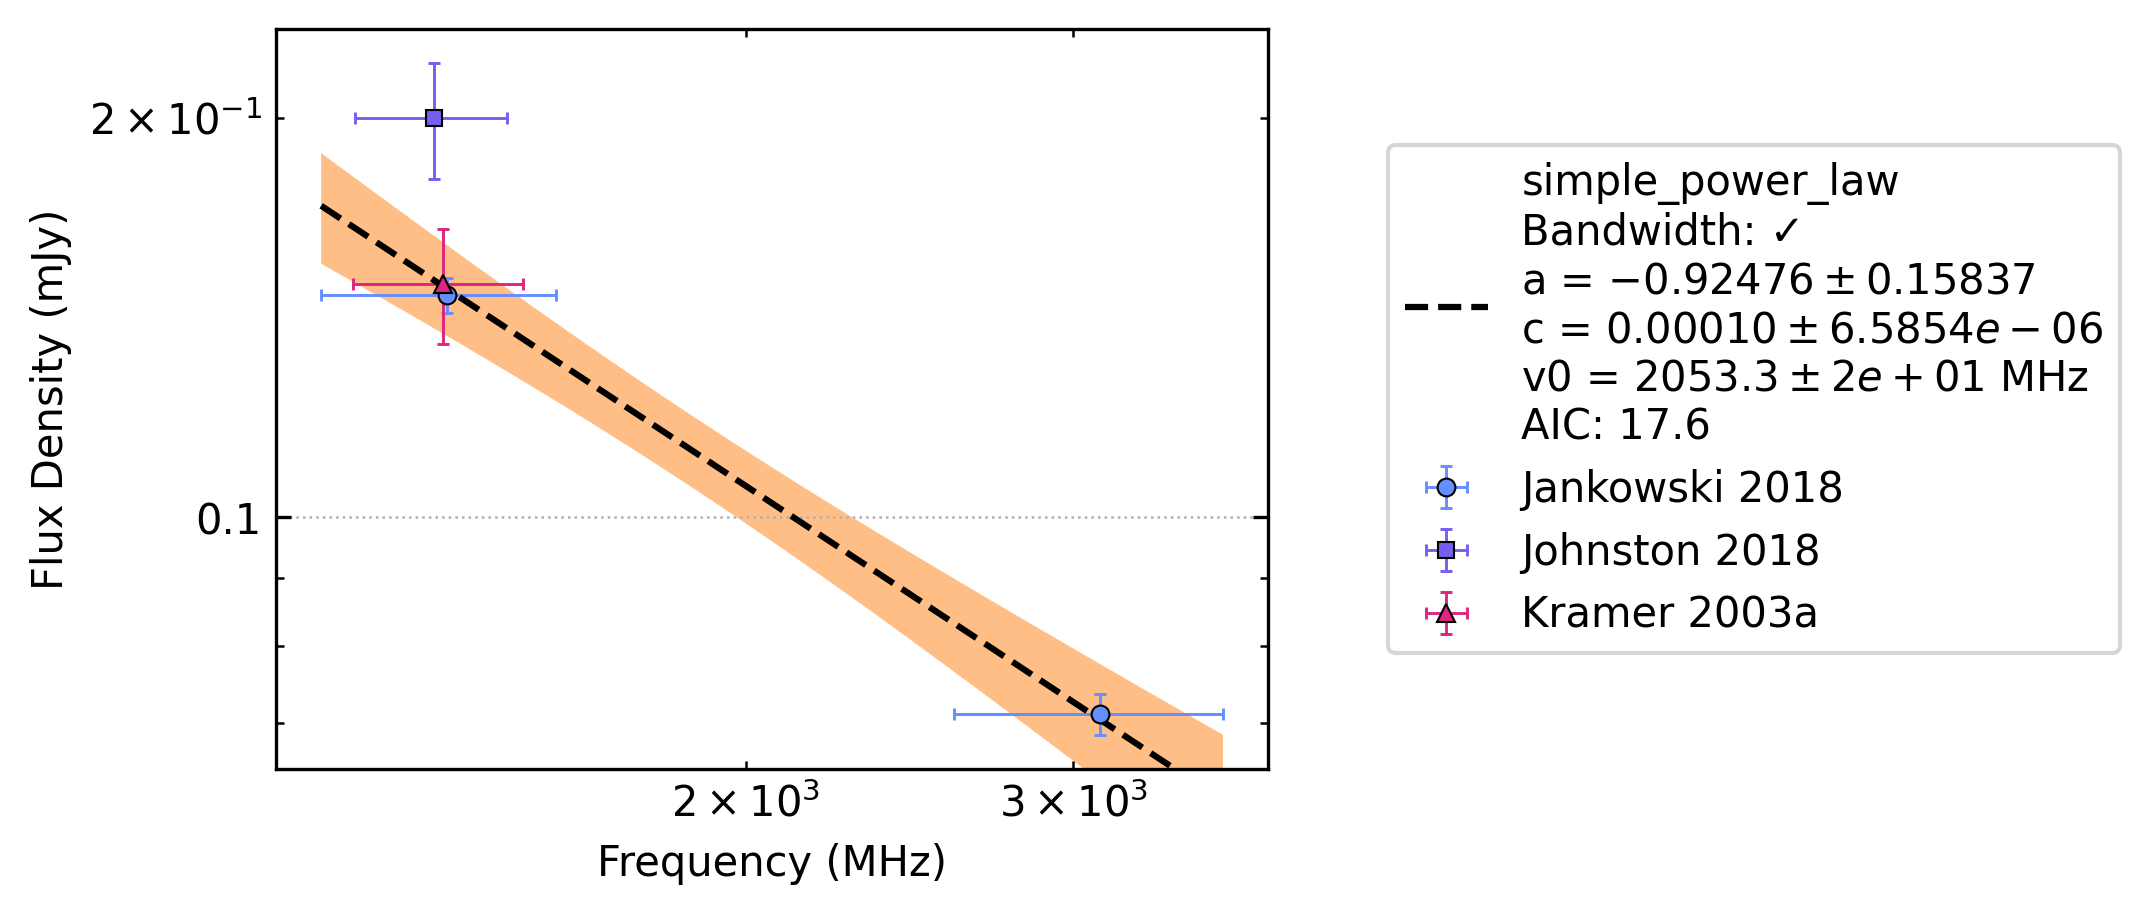 2 × 10⁻¹
0.1
Flux Density (mJy)
2 × 10³
3 × 10³
Frequency (MHz)
simple_power_law
Bandwidth: ✓
a = −0.92476 ± 0.15837
c = 0.00010 ± 6.5854e − 06
v0 = 2053.3 ± 2e + 01 MHz
AIC: 17.6
Jankowski 2018
Johnston 2018
Kramer 2003a